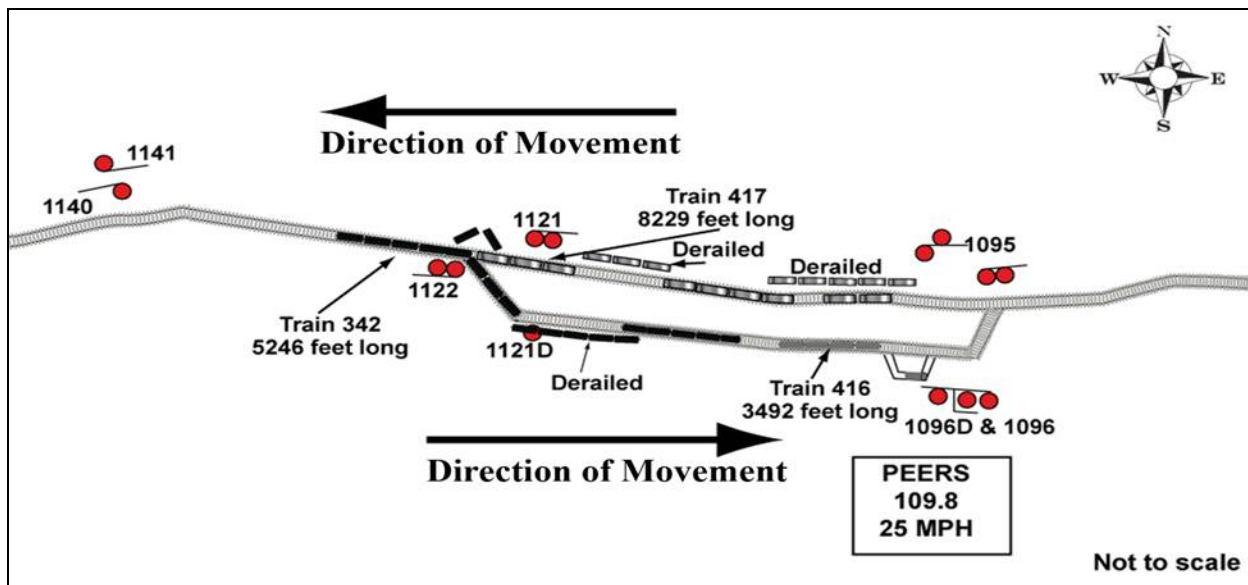 N
W
E
S
Direction of Movement
1141
1140
Train 417
8229 feet long
Derailed
1121
1095
Derailed
1122
Train 342
5246 feet long
1121D
Derailed
Train 416
3492 feet long
1096D & 1096
Direction of Movement
PEERS
109.8
25 MPH
Not to scale